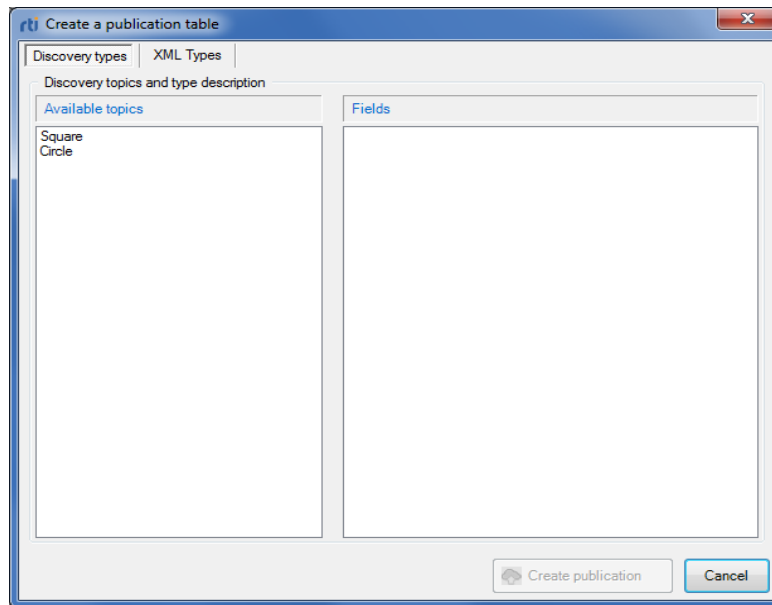 rti Create a publication table
Discovery types XML Types
Discovery topics and type description
Available topics
Fields
Square
Circle
Create publication
Cancel